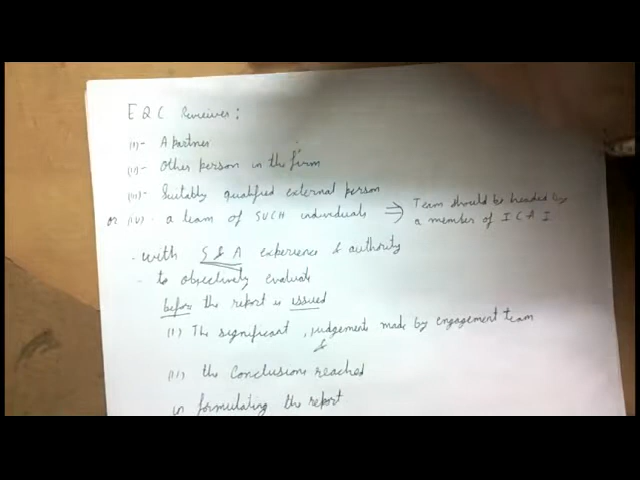 EQC Reviewer :
(i)- A partner
(ii)- Other person in the firm
(iii)- Suitably qualified external person
or (iv)- a team of SUCH individuals ⇒ Team should be headed by a member of ICAI
- with S & A experience & authority
- to objectively evaluate
before the report is issued
(i) The significant judgements made by engagement team
&
(ii) the conclusions reached
in formulating the report